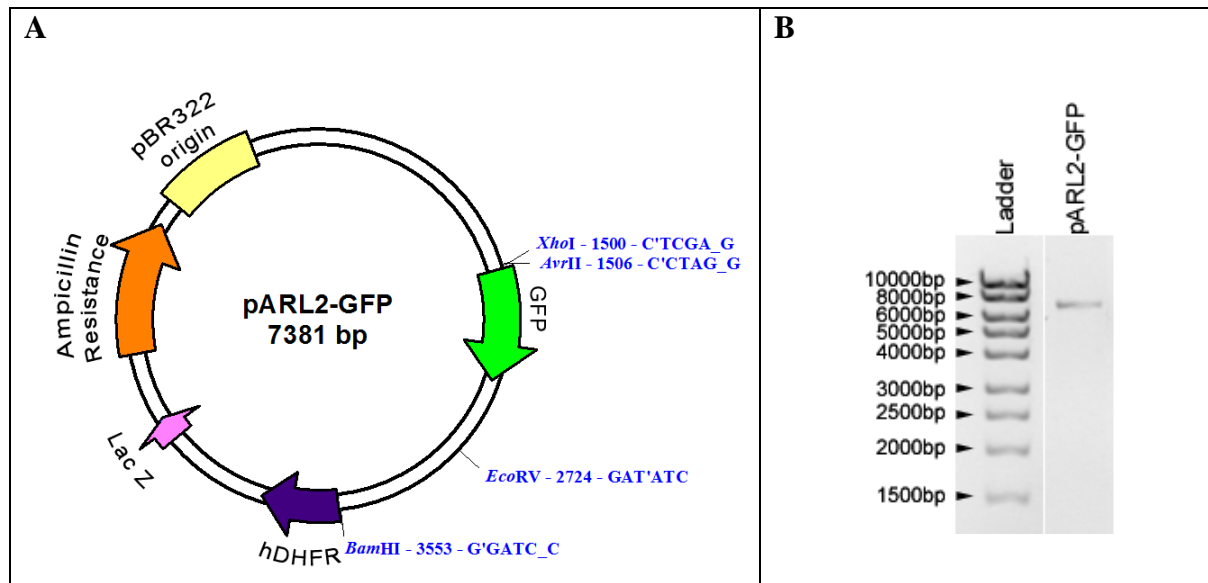 A
pBR322
origin
Ampicillin
Resistance
pARL2-GFP
7381 bp
XhoI - 1500 - C'TCGA_G
AvrII - 1506 - C'CTAG_G
GFP
EcoRV - 2724 - GAT'ATC
BamHI - 3553 - G'GATC_C
hDHFR
Lac Z
B
Ladder
pARL2-GFP
10000bp
8000bp
6000bp
5000bp
4000bp
3000bp
2500bp
2000bp
1500bp